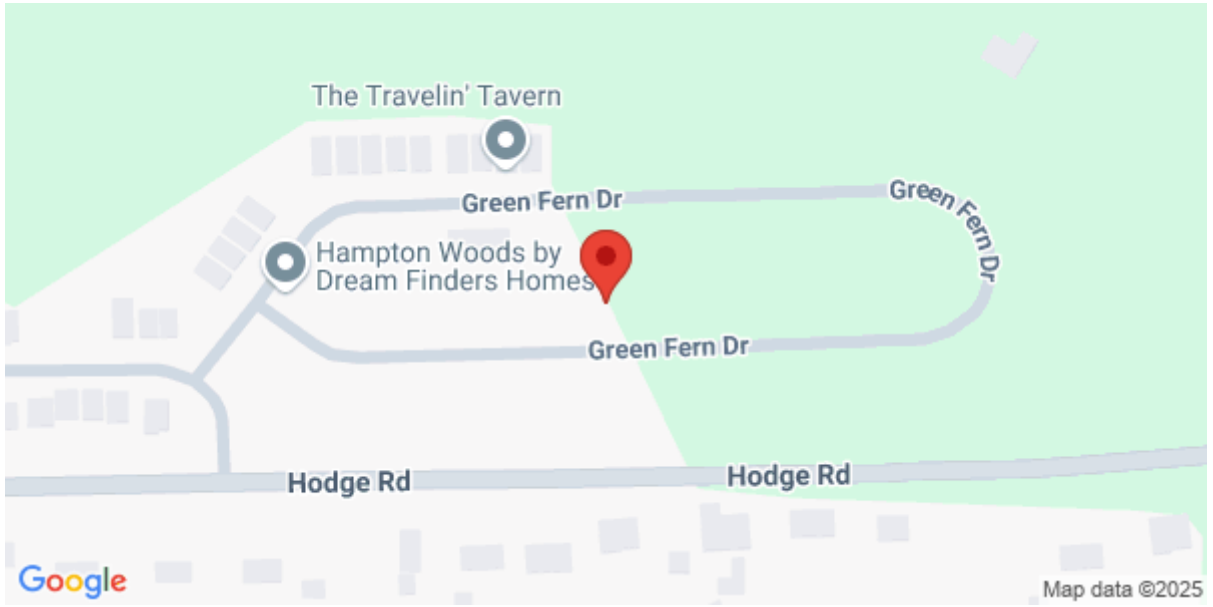 The Travelin' Tavern
Green Fern Dr
Green Fern Dr
Hampton Woods by
Dream Finders Homes
Green Fern Dr
Hodge Rd
Hodge Rd
Google
Map data ©2025